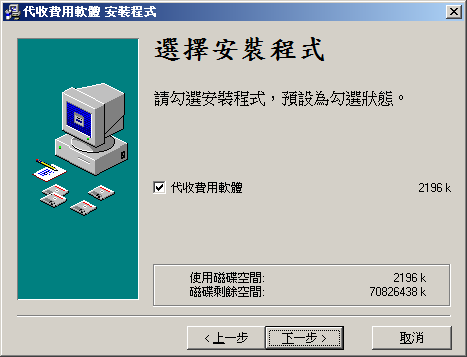 代收費用軟體 安裝程式
選擇安裝程式
請勾選安裝程式，預設為勾選狀態。
代收費用軟體 2196 k
使用磁碟空間: 2196 k
磁碟剩餘空間: 70826438 k
< 上一步 下一步 > 取消